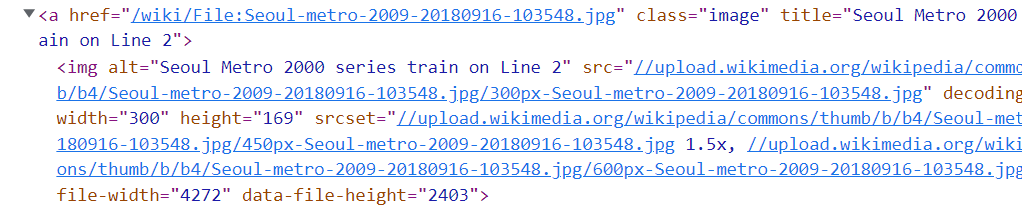 <a href="/wiki/File:Seoul-metro-2009-20180916-103548.jpg" class="image" title="Seoul Metro 2000
ain on Line 2">
<img alt="Seoul Metro 2000 series train on Line 2" src="//upload.wikimedia.org/wikipedia/commo
b/b4/Seoul-metro-2009-20180916-103548.jpg/300px-Seoul-metro-2009-20180916-103548.jpg" decoding
width="300" height="169" srcset="//upload.wikimedia.org/wikipedia/commons/thumb/b/b4/Seoul-met
180916-103548.jpg/450px-Seoul-metro-2009-20180916-103548.jpg 1.5x, //upload.wikimedia.org/wiki
ons/thumb/b/b4/Seoul-metro-2009-20180916-103548.jpg/600px-Seoul-metro-2009-20180916-103548.jpg
file-width="4272" data-file-height="2403">